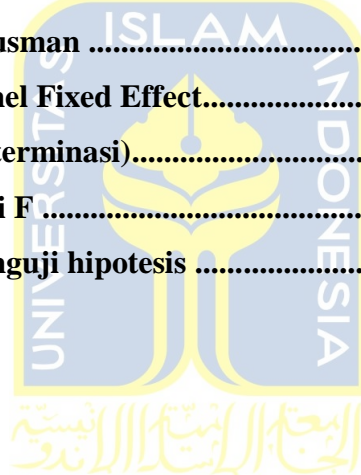 ISLAM
UNIVERSITAS
INDONESIA
usman ........................
nel Fixed Effect....................
terminasi)........................
i F ................................
nguji hipotesis ......................